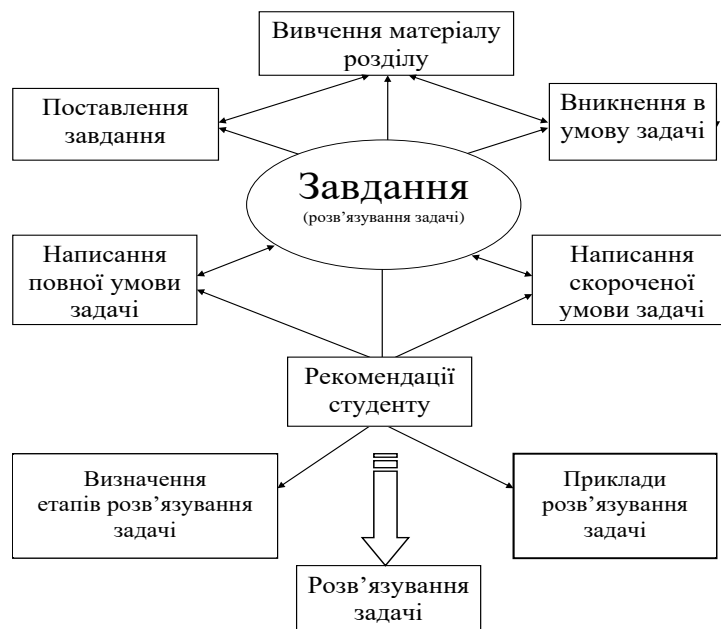 Вивчення матеріалу
розділу
Поставлення
завдання
Вникнення в
умову задачі
Завдання
(розв'язування задачі)
Написання
повної умови
задачі
Написання
скороченої
умови задачі
Рекомендації
студенту
Визначення
етапів розв'язування
задачі
Приклади
розв'язування
задачі
Розв'язування
задачі